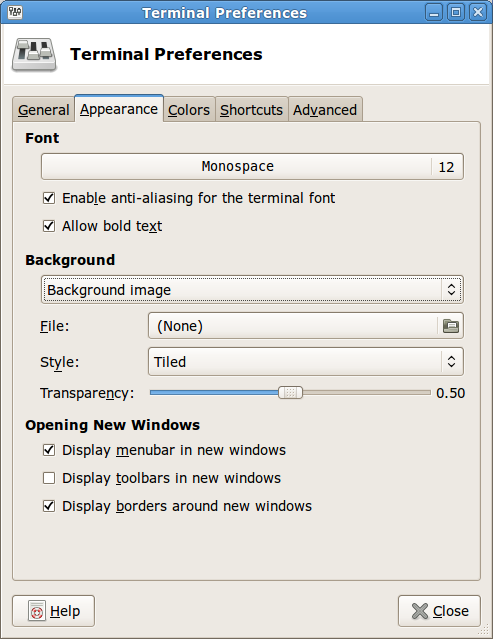 Terminal Preferences
Terminal Preferences
General Appearance Colors Shortcuts Advanced
Font
Monospace 12
Enable anti-aliasing for the terminal font
Allow bold text
Background
Background image
File: (None)
Style: Tiled
Transparency: 0.50
Opening New Windows
Display menubar in new windows
Display toolbars in new windows
Display borders around new windows
Help Close